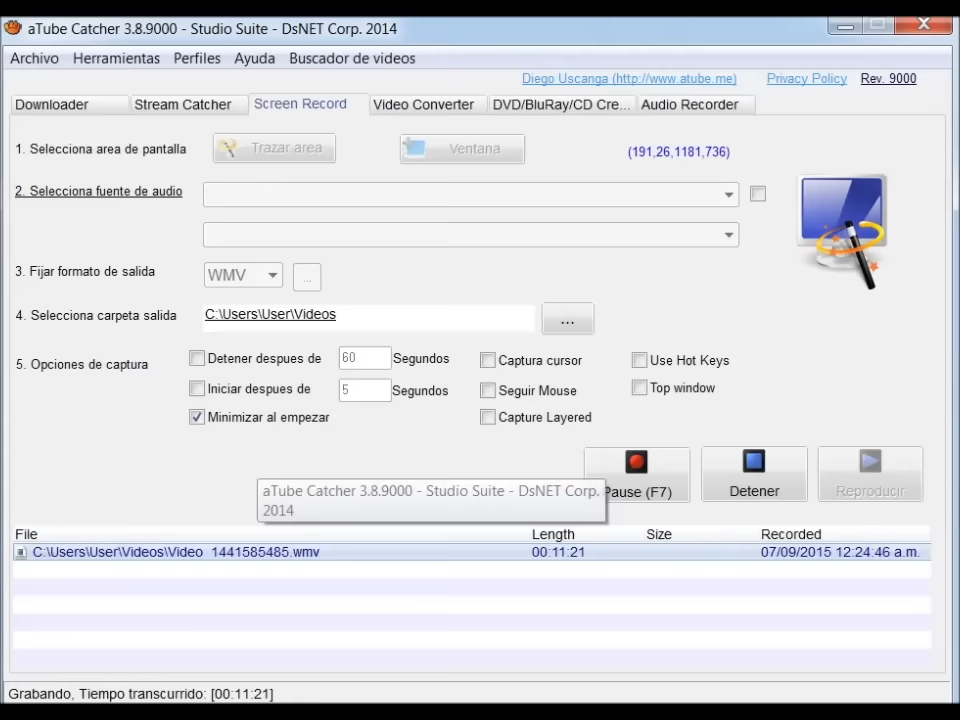 aTube Catcher 3.8.9000 - Studio Suite - DsNET Corp. 2014
Archivo Herramientas Perfiles Ayuda Buscador de videos
Diego Uscanga (http://www.atube.me) Privacy Policy Rev. 9000
Downloader Stream Catcher Screen Record Video Converter DVD/BluRay/CD Cre... Audio Recorder
1. Selecciona area de pantalla Trazar area Ventana (191,26,1181,736)
2. Selecciona fuente de audio
3. Fijar formato de salida WMV ...
4. Selecciona carpeta salida C:\Users\User\Videos ...
5. Opciones de captura
Detener despues de 60 Segundos Captura cursor Use Hot Keys
Iniciar despues de 5 Segundos Seguir Mouse Top window
Minimizar al empezar Capture Layered
Pause (F7) Detener Reproducir
aTube Catcher 3.8.9000 - Studio Suite - DsNET Corp.
2014
File Length Size Recorded
C:\Users\User\Videos\Video_1441585485.wmv 00:11:21 07/09/2015 12:24:46 a.m.
Grabando, Tiempo transcurrido: [00:11:21]